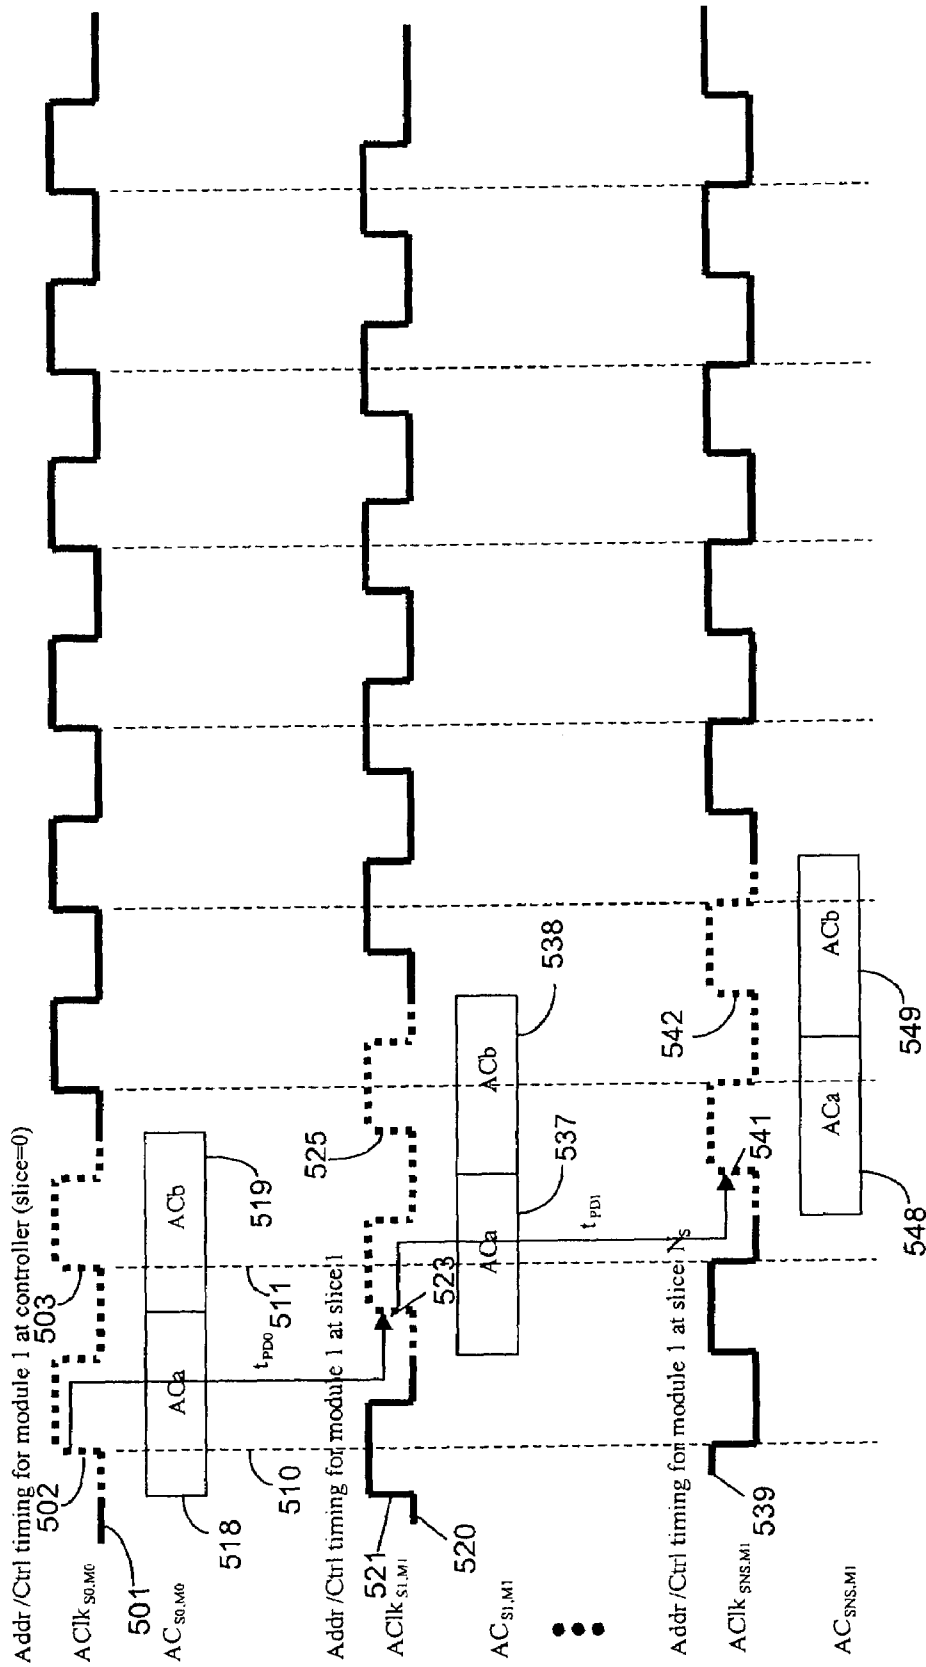 Addr /Ctrl timing for module 1 at controller (slice=0)
AClk S0,M0
501
502
503
AC S0,M0
518
ACa
ACb
519
510
511
tPD0
Addr /Ctrl timing for module 1 at slice1
AClk S1,M1
521
520
523
525
AC S1,M1
ACa
ACb
537
538
tPD1
Addr /Ctrl timing for module 1 at slice Ns
AClk SNS,M1
539
541
542
AC SNS,M1
ACa
ACb
548
549